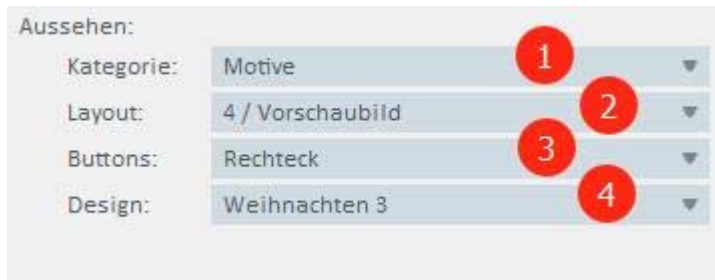 Aussehen:
Kategorie: Motive 1
Layout: 4 / Vorschaubild 2
Buttons: Rechteck 3
Design: Weihnachten 3 4